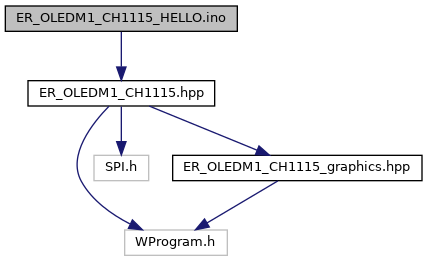 ER_OLEDM1_CH1115_HELLO.ino
ER_OLEDM1_CH1115.hpp
SPI.h
ER_OLEDM1_CH1115_graphics.hpp
WProgram.h